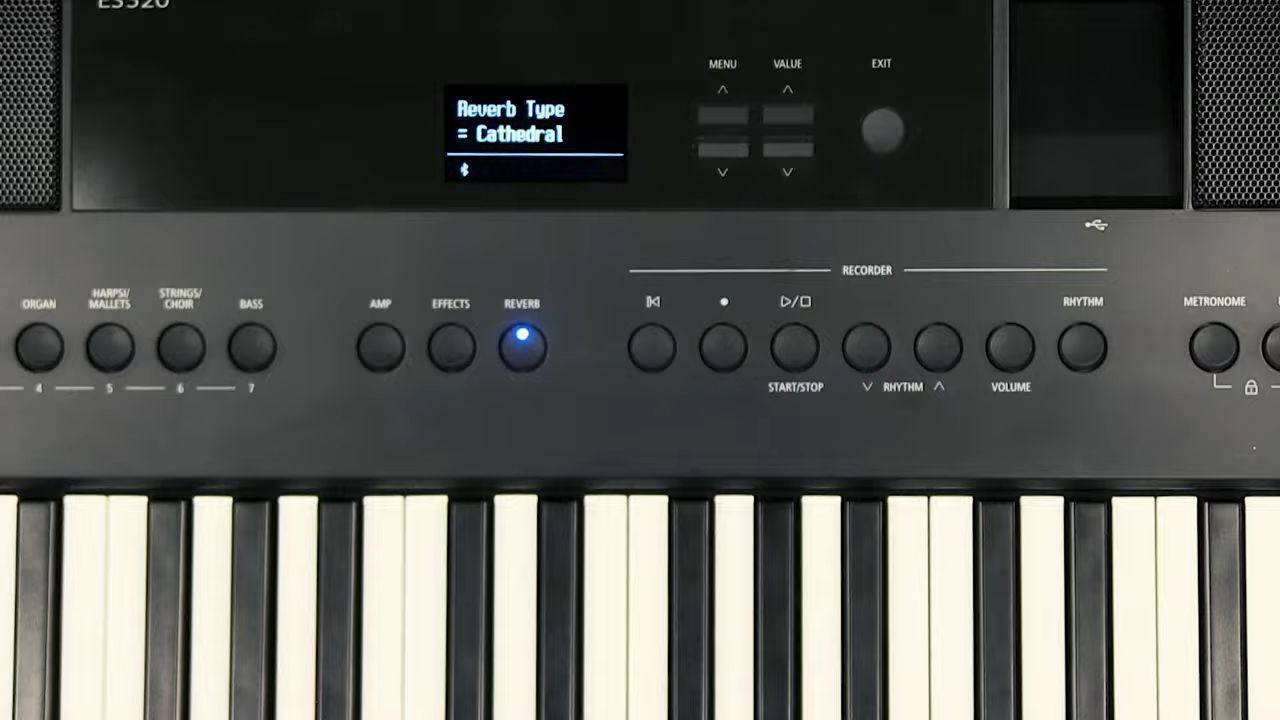 ES520
MENU
VALUE
EXIT
Reverb Type
= Cathedral
RECORDER
ORGAN
HARPSI/
MALLETS
STRINGS/
CHOIR
BASS
AMP
EFFECTS
REVERB
RHYTHM
METRONOME
4
5
6
7
START/STOP
RHYTHM
VOLUME